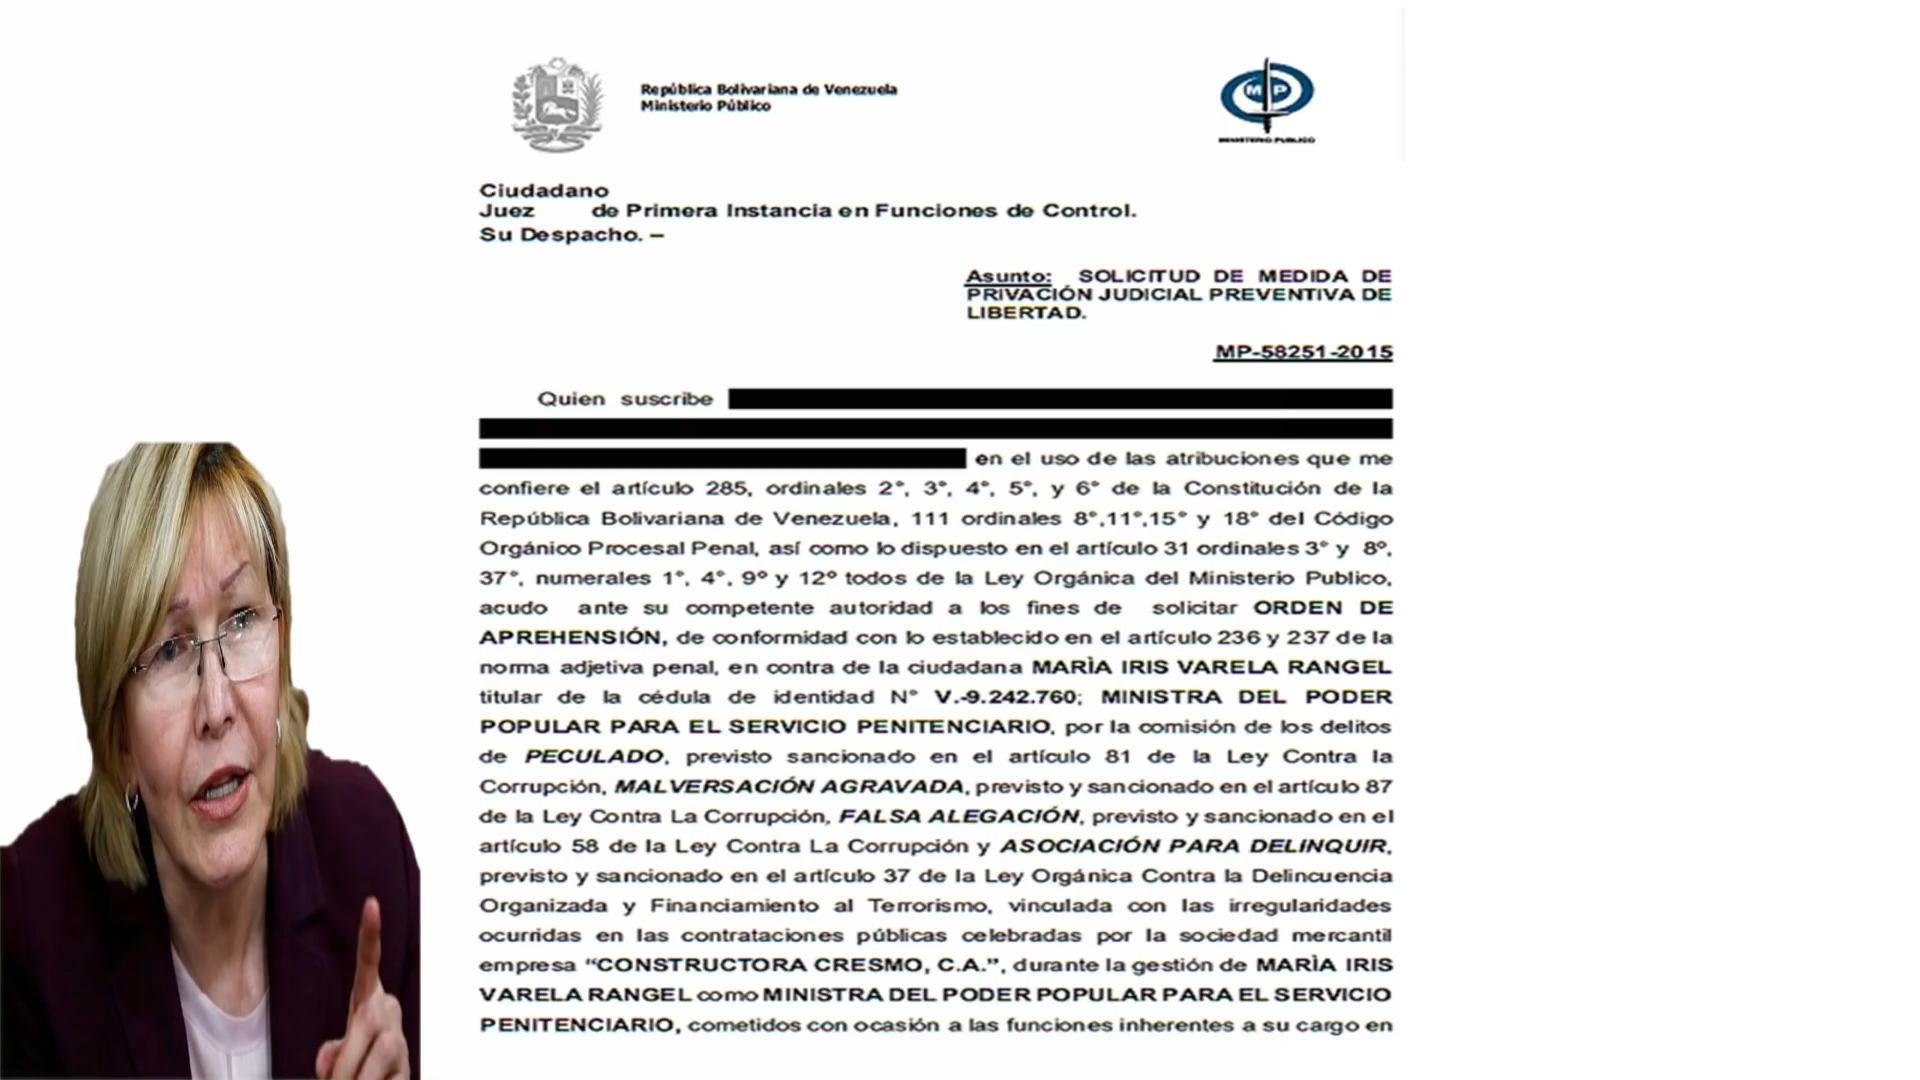 República Bolivariana de Venezuela
Ministerio Público
M P
MINISTERIO PUBLICO
Ciudadano
Juez de Primera Instancia en Funciones de Control.
Su Despacho. –
Asunto: SOLICITUD DE MEDIDA DE
PRIVACIÓN JUDICIAL PREVENTIVA DE
LIBERTAD.
MP-58251-2015
Quien suscribe
en el uso de las atribuciones que me
confiere el artículo 285, ordinales 2°, 3°, 4°, 5°, y 6° de la Constitución de la
República Bolivariana de Venezuela, 111 ordinales 8°,11°,15° y 18° del Código
Orgánico Procesal Penal, así como lo dispuesto en el artículo 31 ordinales 3° y 8º,
37°, numerales 1°, 4°, 9º y 12º todos de la Ley Orgánica del Ministerio Publico,
acudo ante su competente autoridad a los fines de solicitar ORDEN DE
APREHENSIÓN, de conformidad con lo establecido en el artículo 236 y 237 de la
norma adjetiva penal, en contra de la ciudadana MARÌA IRIS VARELA RANGEL
titular de la cédula de identidad N° V.-9.242.760; MINISTRA DEL PODER
POPULAR PARA EL SERVICIO PENITENCIARIO, por la comisión de los delitos
de PECULADO, previsto sancionado en el artículo 81 de la Ley Contra la
Corrupción, MALVERSACIÓN AGRAVADA, previsto y sancionado en el artículo 87
de la Ley Contra La Corrupción, FALSA ALEGACIÓN, previsto y sancionado en el
artículo 58 de la Ley Contra La Corrupción y ASOCIACIÓN PARA DELINQUIR,
previsto y sancionado en el artículo 37 de la Ley Orgánica Contra la Delincuencia
Organizada y Financiamiento al Terrorismo, vinculada con las irregularidades
ocurridas en las contrataciones públicas celebradas por la sociedad mercantil
empresa “CONSTRUCTORA CRESMO, C.A.”, durante la gestión de MARÌA IRIS
VARELA RANGEL como MINISTRA DEL PODER POPULAR PARA EL SERVICIO
PENITENCIARIO, cometidos con ocasión a las funciones inherentes a su cargo en